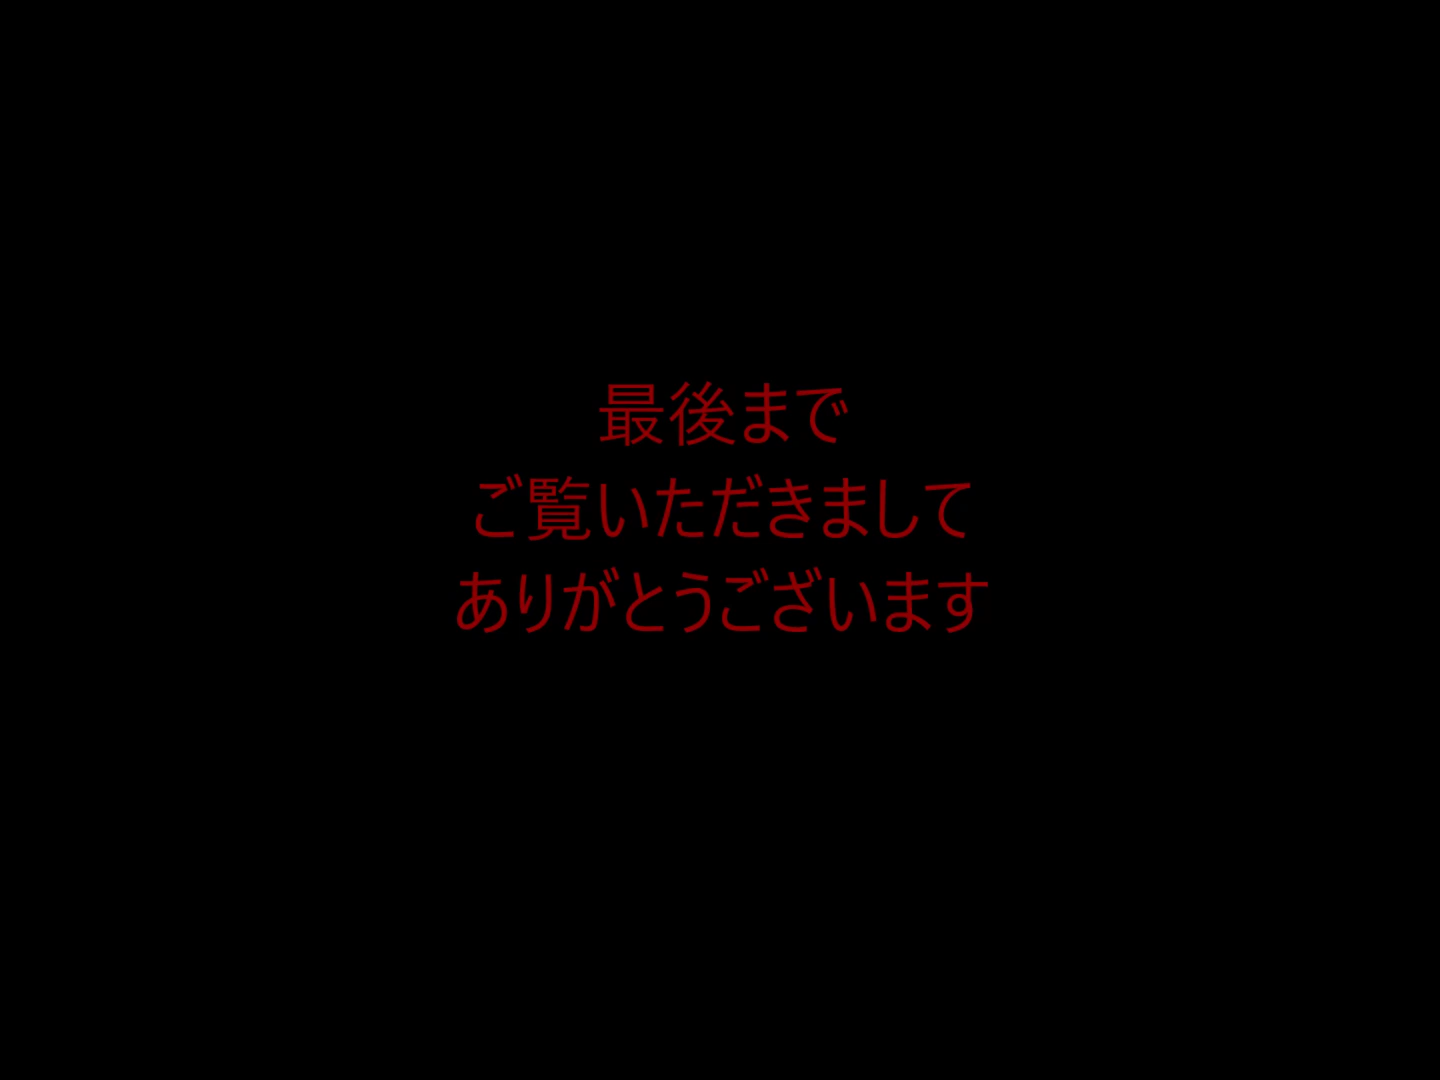 最後まで
ご覧いただきまして
ありがとうございます